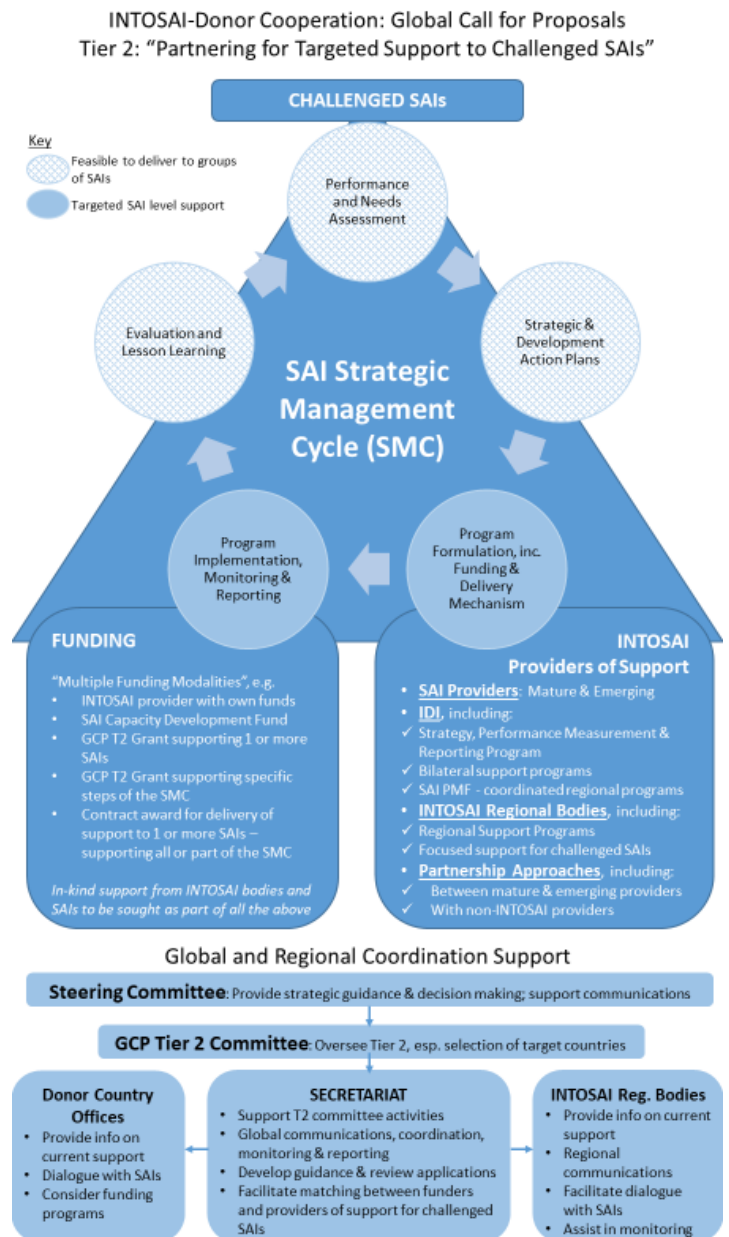 INTOSAI-Donor Cooperation: Global Call for Proposals
Tier 2: “Partnering for Targeted Support to Challenged SAIs”
CHALLENGED SAIs
Key
Feasible to deliver to groups
of SAIs
Targeted SAI level support
Performance
and Needs
Assessment
Evaluation and
Lesson Learning
Strategic &
Development
Action Plans
SAI Strategic
Management
Cycle (SMC)
Program
Implementation,
Monitoring &
Reporting
Program
Formulation, inc.
Funding &
Delivery
Mechanism
FUNDING
“Multiple Funding Modalities”, e.g.
• INTOSAI provider with own funds
• SAI Capacity Development Fund
• GCP T2 Grant supporting 1 or more
SAIs
• GCP T2 Grant supporting specific
steps of the SMC
• Contract award for delivery of
support to 1 or more SAIs –
supporting all or part of the SMC
In-kind support from INTOSAI bodies and
SAIs to be sought as part of all the above
INTOSAI
Providers of Support
• SAI Providers: Mature & Emerging
• IDI, including:
✓ Strategy, Performance Measurement &
Reporting Program
✓ Bilateral support programs
✓ SAI PMF - coordinated regional programs
• INTOSAI Regional Bodies, including:
✓ Regional Support Programs
✓ Focused support for challenged SAIs
• Partnership Approaches, including:
✓ Between mature & emerging providers
✓ With non-INTOSAI providers
Global and Regional Coordination Support
Steering Committee: Provide strategic guidance & decision making; support communications
GCP Tier 2 Committee: Oversee Tier 2, esp. selection of target countries
Donor Country
Offices
• Provide info on
current support
• Dialogue with SAIs
• Consider funding
programs
SECRETARIAT
• Support T2 committee activities
• Global communications, coordination,
monitoring & reporting
• Develop guidance & review applications
• Facilitate matching between funders
and providers of support for challenged
SAIs
INTOSAI Reg. Bodies
• Provide info on current
support
• Regional
communications
• Facilitate dialogue
with SAIs
• Assist in monitoring